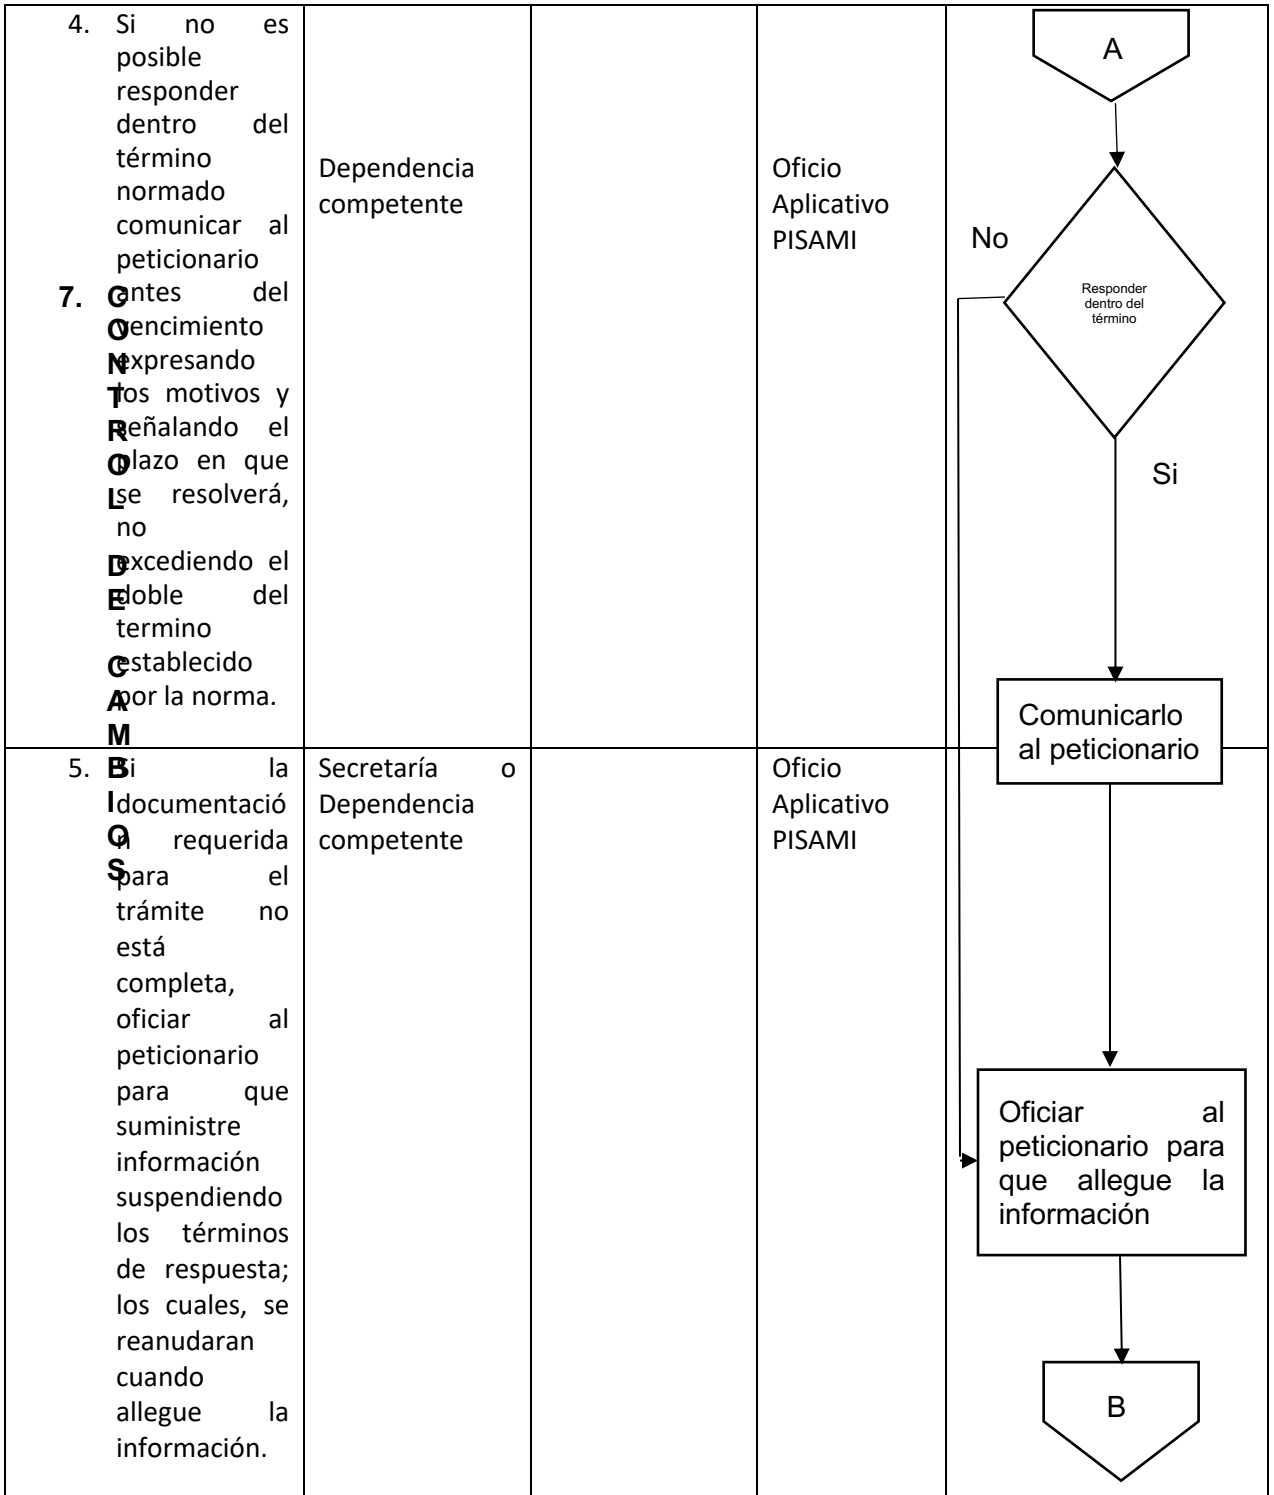 4. Si no es
posible
responder
dentro del
término
normado
comunicar al
peticionario
antes del
vencimiento
expresando
los motivos y
señalando el
plazo en que
se resolverá,
no
excediendo el
doble del
termino
establecido
por la norma.
Dependencia
competente
Oficio
Aplicativo
PISAMI
A
No
Responder
dentro del
término
Si
Comunicarlo
al peticionario
7. CONTROL DE CAMBIOS
5. Si la
documentació
n requerida
para el
trámite no
está
completa,
oficiar al
peticionario
para que
suministre
información
suspendiendo
los términos
de respuesta;
los cuales, se
reanudaran
cuando
allegue la
información.
Secretaría o
Dependencia
competente
Oficio
Aplicativo
PISAMI
Oficiar al
peticionario para
que allegue la
información
B